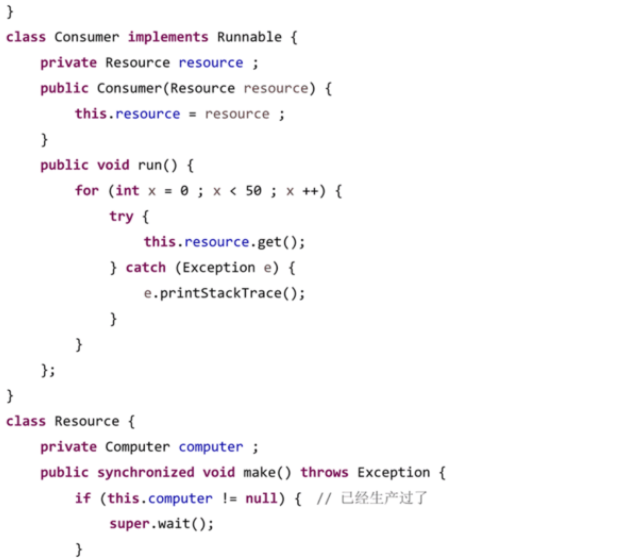 }
class Consumer implements Runnable {
    private Resource resource ;
    public Consumer(Resource resource) {
        this.resource = resource ;
    }
    public void run() {
        for (int x = 0 ; x < 50 ; x ++) {
            try {
                this.resource.get();
            } catch (Exception e) {
                e.printStackTrace();
            }
        }
    };
}
class Resource {
    private Computer computer ;
    public synchronized void make() throws Exception {
        if (this.computer != null) {  // 已经生产过了
            super.wait();
        }